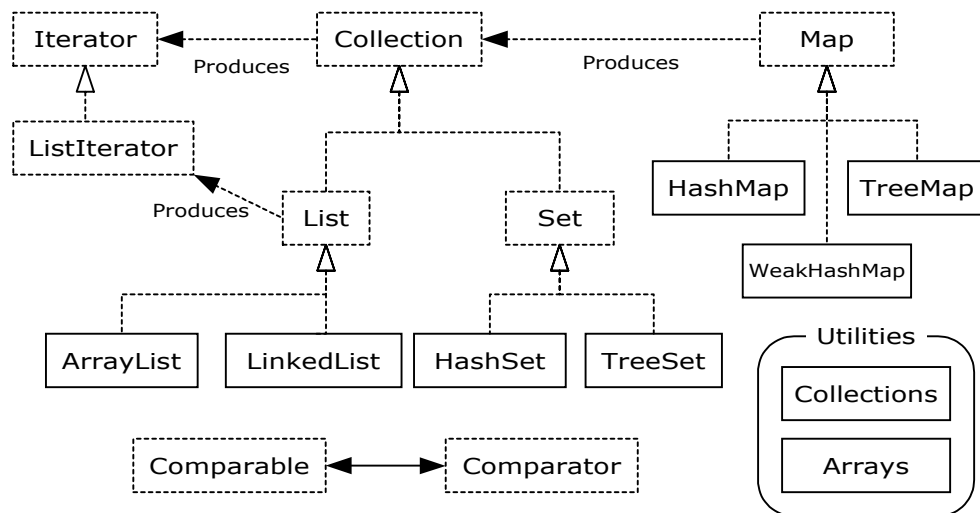 Iterator
Collection
Map
Produces
Produces
ListIterator
HashMap
TreeMap
Produces
List
Set
WeakHashMap
Utilities
ArrayList
LinkedList
HashSet
TreeSet
Collections
Comparable
Comparator
Arrays